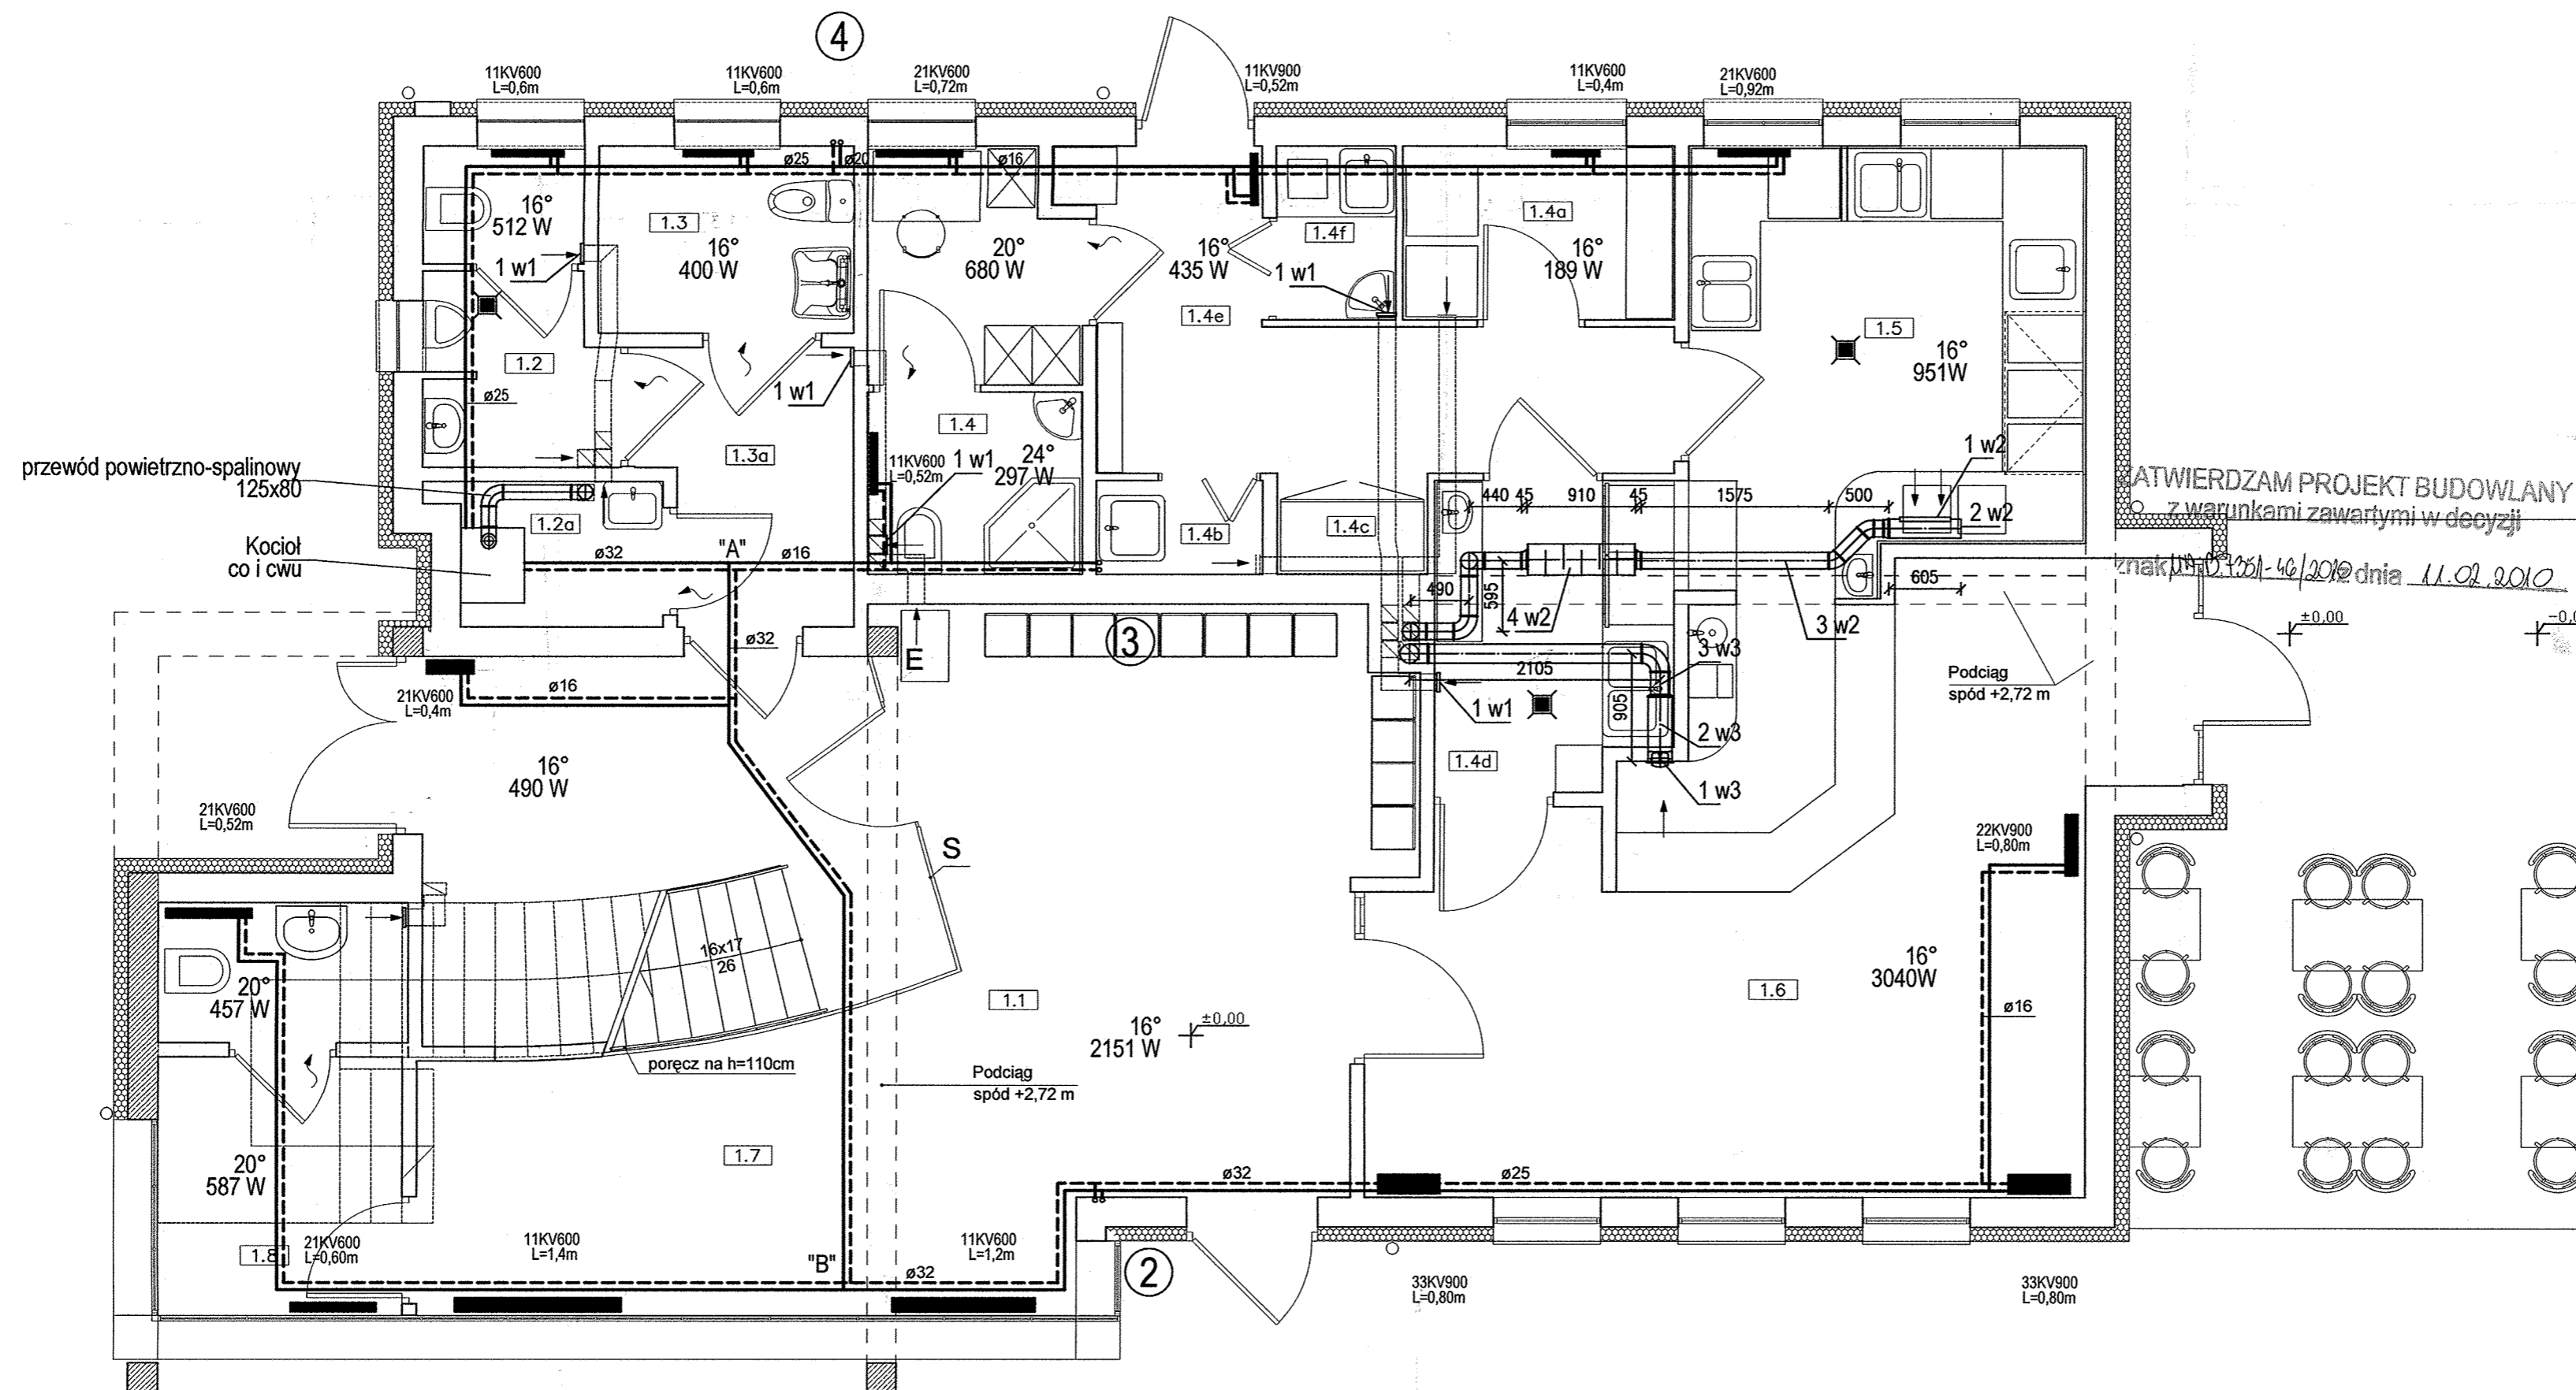 4
11KV600
L=0,6m
11KV600
L=0,6m
21KV600
L=0,72m
11KV900
L=0,52m
11KV600
L=0,4m
21KV600
L=0,92m
ø25
ø20
ø16
16°
512 W
1.3
16°
400 W
1 w1
20°
680 W
16°
435 W
1.4f
1 w1
1.4a
16°
189 W
1.4e
1.5
16°
951W
1.2
1 w1
ø25
1.4
1.3a
24°
297 W
11KV600
L=0,52m
1 w1
1 w2
przewód powietrzno-spalinowy
125x80
1.2a
1.4b
1.4c
440
45
910
45
1575
500
2 w2
ZATWIERDZAM PROJEKT BUDOWLANY
z warunkami zawartymi w decyzji
Kocioł
co i cwu
ø32
"A"
ø16
490
595
4 w2
3 w2
605
znak
dnia 11.02.2010
±0,00
ø32
E
3
3 w3
2105
Podciąg
spód +2,72 m
21KV600
L=0,4m
ø16
1 w1
905
2 w3
1.4d
1 w3
16°
490 W
21KV600
L=0,52m
S
22KV900
L=0,80m
16x17
26
20°
457 W
1.1
16°
2151 W
±0,00
1.6
16°
3040W
ø16
poręcz na h=110cm
Podciąg
spód +2,72 m
1.7
20°
587 W
ø32
ø25
1.8
21KV600
L=0,60m
11KV600
L=1,4m
"B"
ø32
11KV600
L=1,2m
2
33KV900
L=0,80m
33KV900
L=0,80m